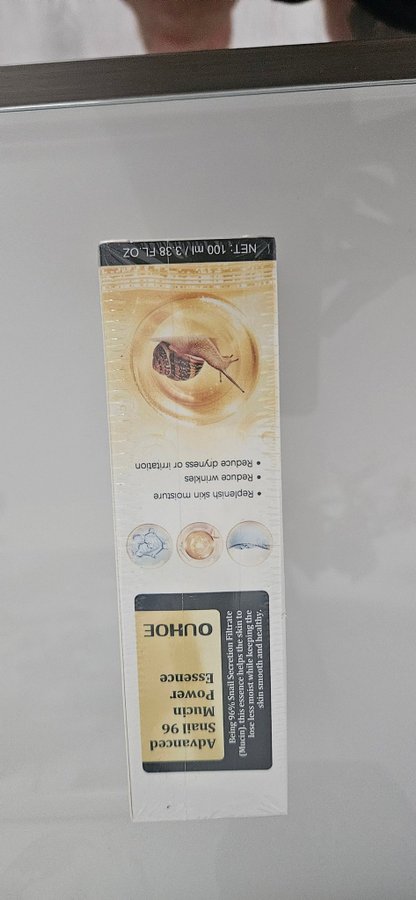 Advanced
Snail 96
Mucin
Power
Essence
OUHOE
Being 96% Snail Secretion Filtrate
(Mucin), this essence helps the skin to
lose less moist while keeping the
skin smooth and healthy.
• Replenish skin moisture
• Reduce wrinkles
• Reduce dryness or irritation
NET: 100 ml / 3.38 FL.OZ